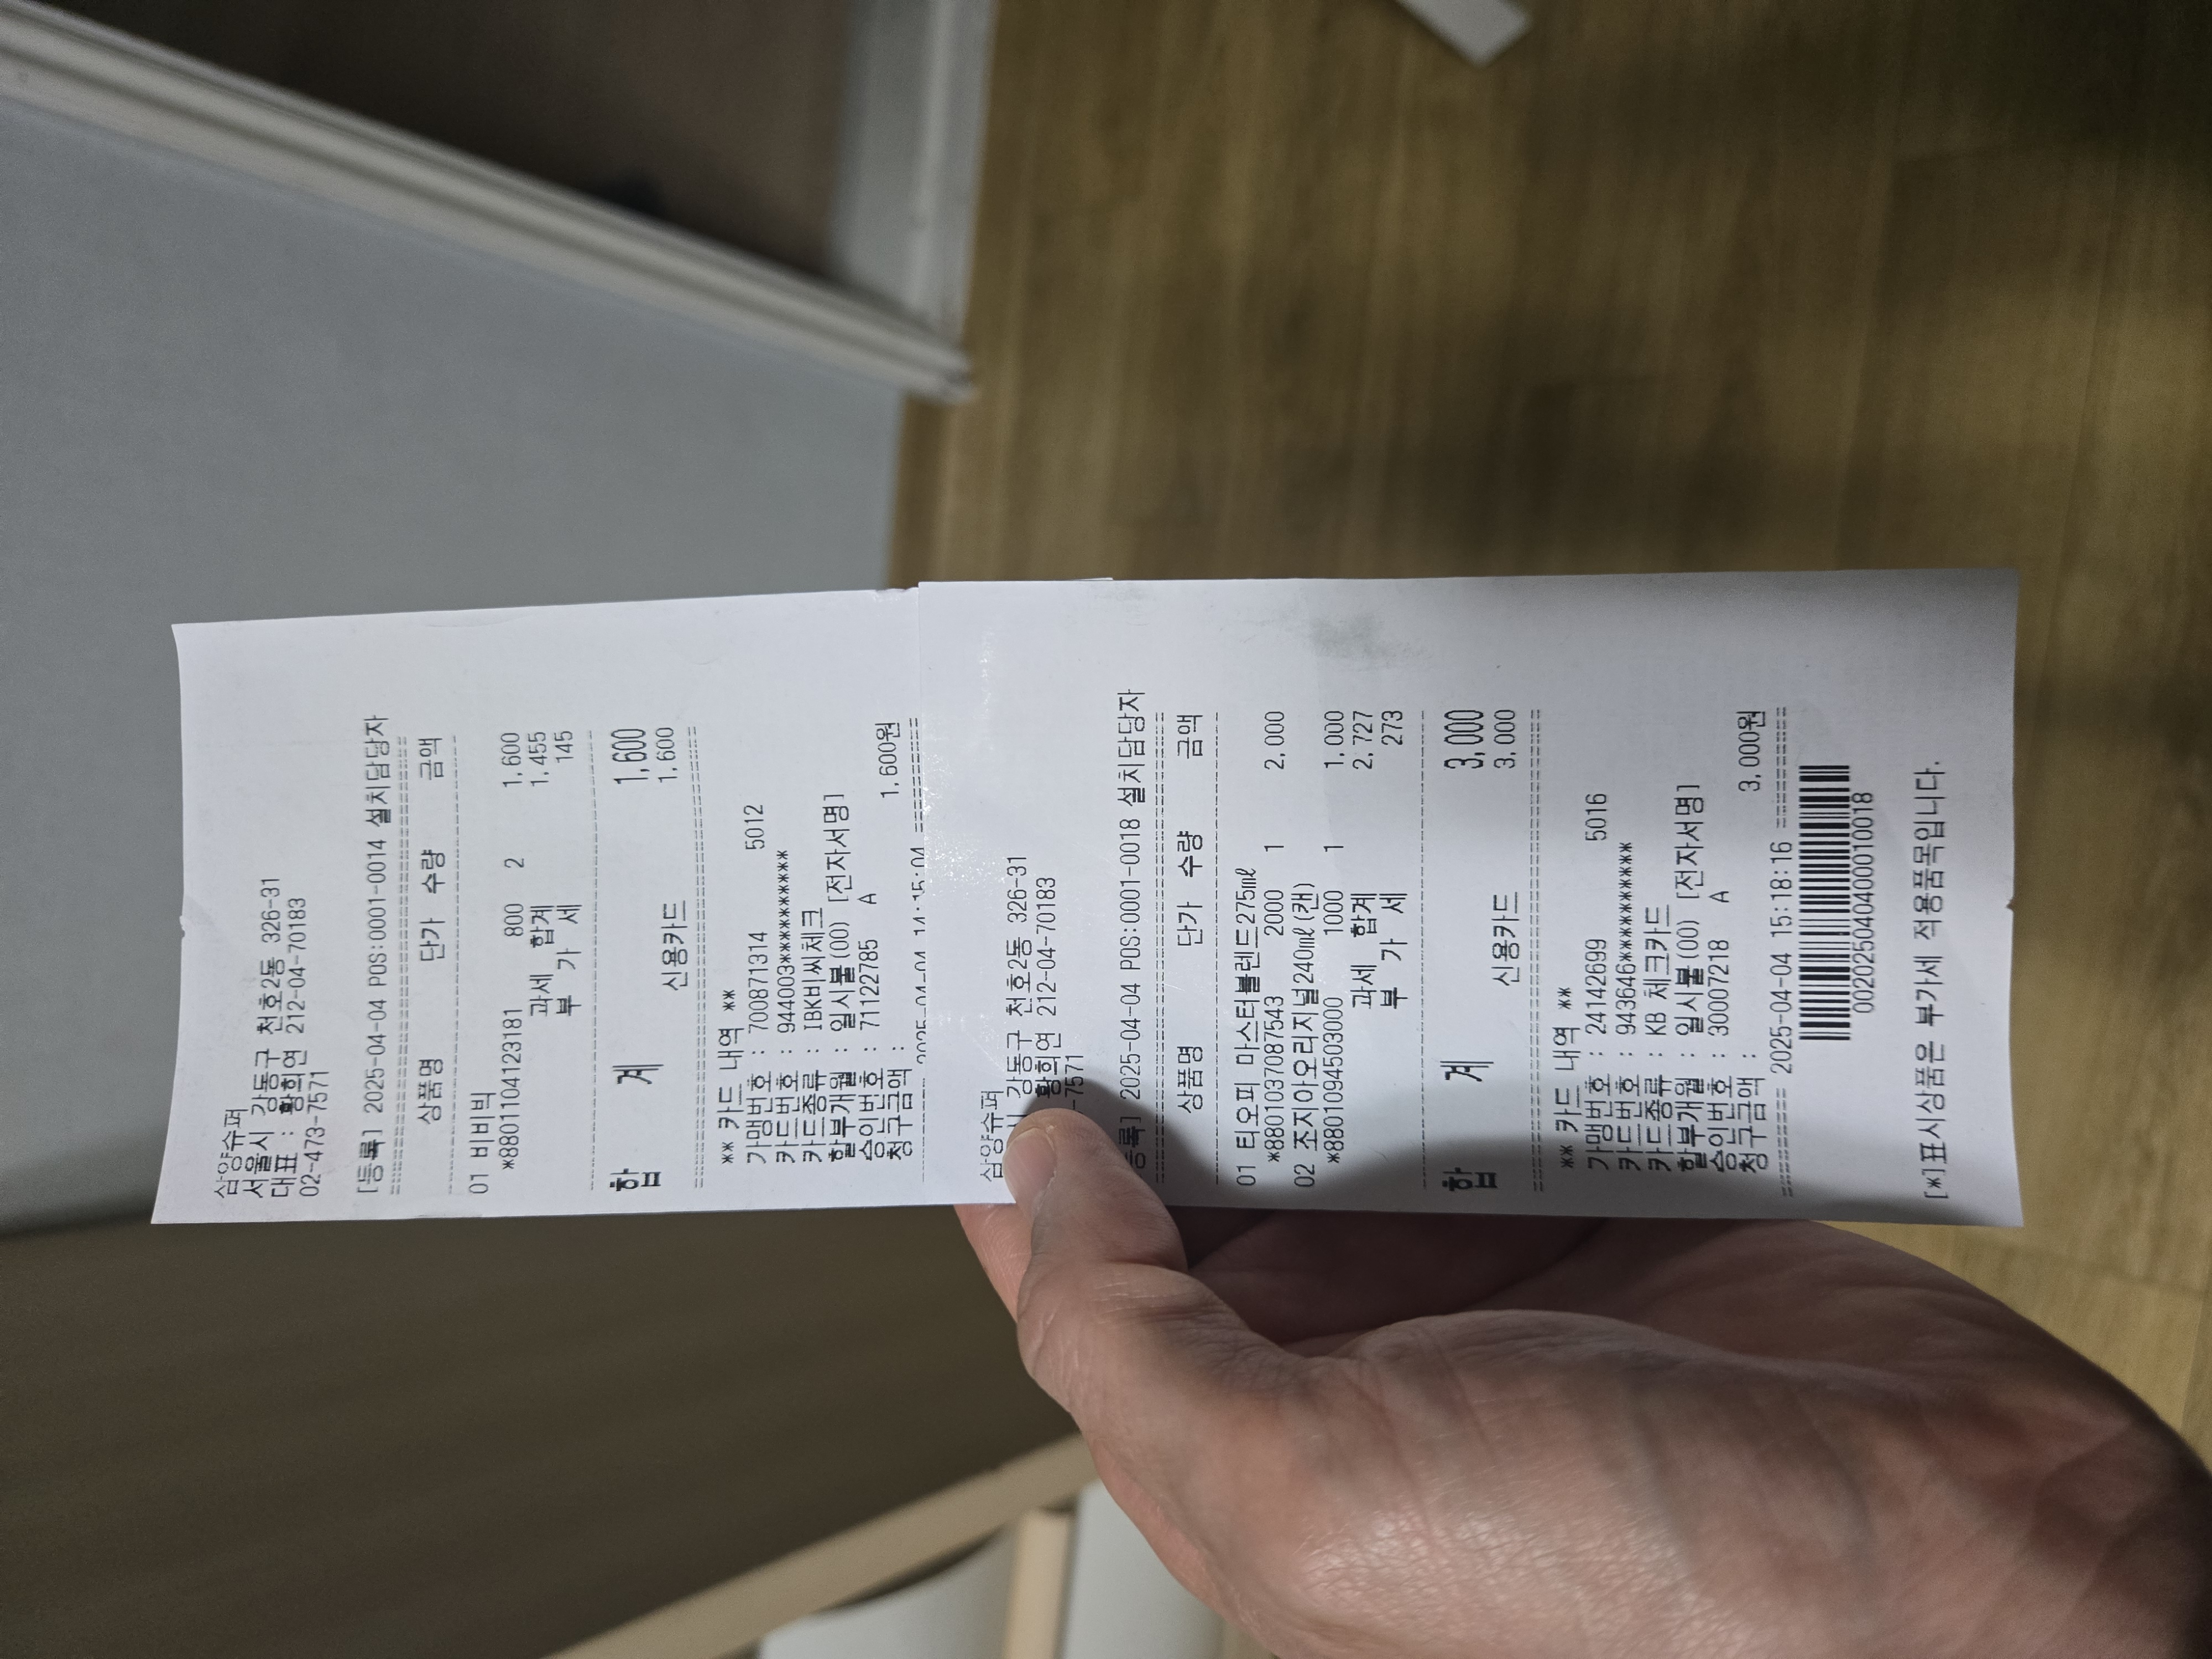 삼양슈퍼
서울시 강동구 천호2동 326-31
대표 : 황희연 212-04-70183
02-473-7571
[등록] 2025-04-04 POS:0001-0014 설치담당자
상품명 단가 수량 금액
01 비비빅
*8801104123181 800 2 1,600
과세 합계 1,455
부 가 세 145
합 계 1,600
신용카드 1,600
** 카드 내역 **
가맹번호 : 700871314 5012
카드번호 : 944003**********
카드종류 : IBK비씨체크
할부개월 : 일시불(00) [전자서명]
승인번호 : 71122785 A
청구금액 : 1,600원
2025-04-04 14:15:04
삼양슈퍼
강동구 천호2동 326-31
황희연 212-04-70183
-7571
록] 2025-04-04 POS:0001-0018 설치담당자
상품명 단가 수량 금액
01 티오피 마스터블렌드275㎖
*8801037087543 2000 1 2,000
02 조지아오리지널240㎖(캔)
*8801094503000 1000 1 1,000
과세 합계 2,727
부 가 세 273
합 계 3,000
신용카드 3,000
** 카드 내역 **
가맹번호 : 24142699 5016
카드번호 : 943646**********
카드종류 : KB 체크카드
할부개월 : 일시불(00) [전자서명]
승인번호 : 30007218 A
청구금액 : 3,000원
2025-04-04 15:18:16
00202504040010018
[*]표시상품은 부가세 적용품목입니다.